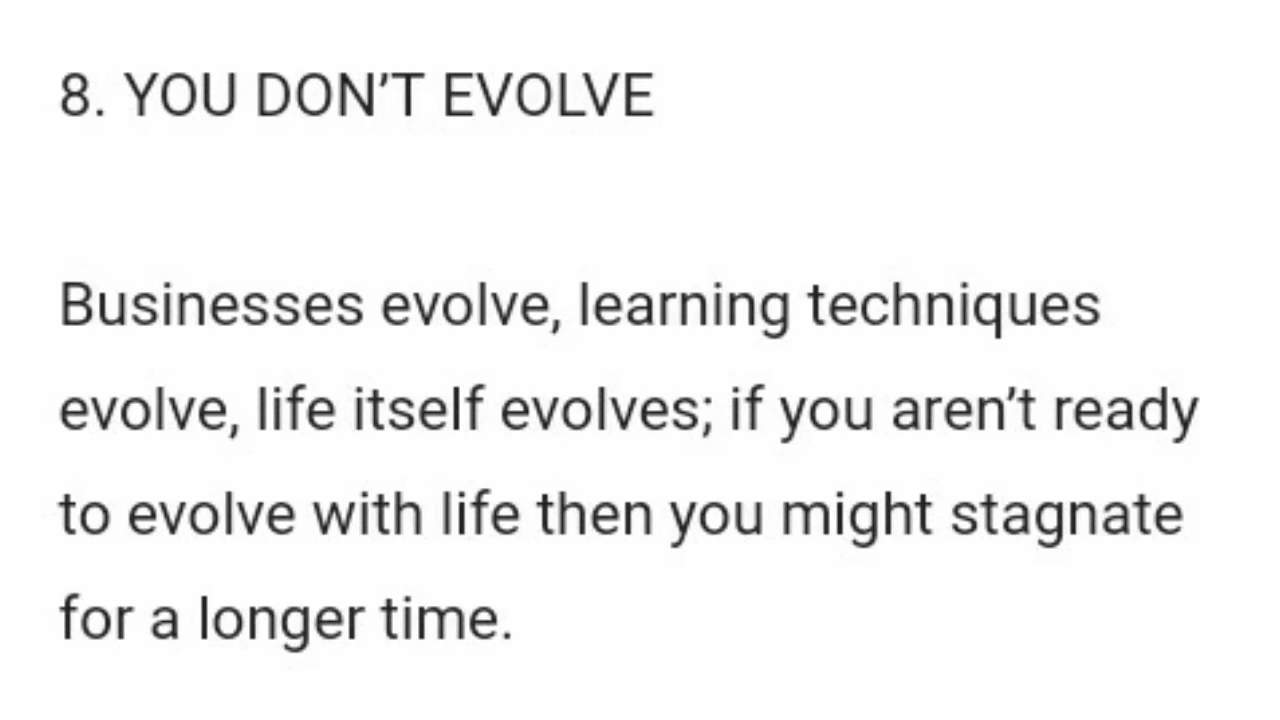 8. YOU DON’T EVOLVE
Businesses evolve, learning techniques
evolve, life itself evolves; if you aren’t ready
to evolve with life then you might stagnate
for a longer time.